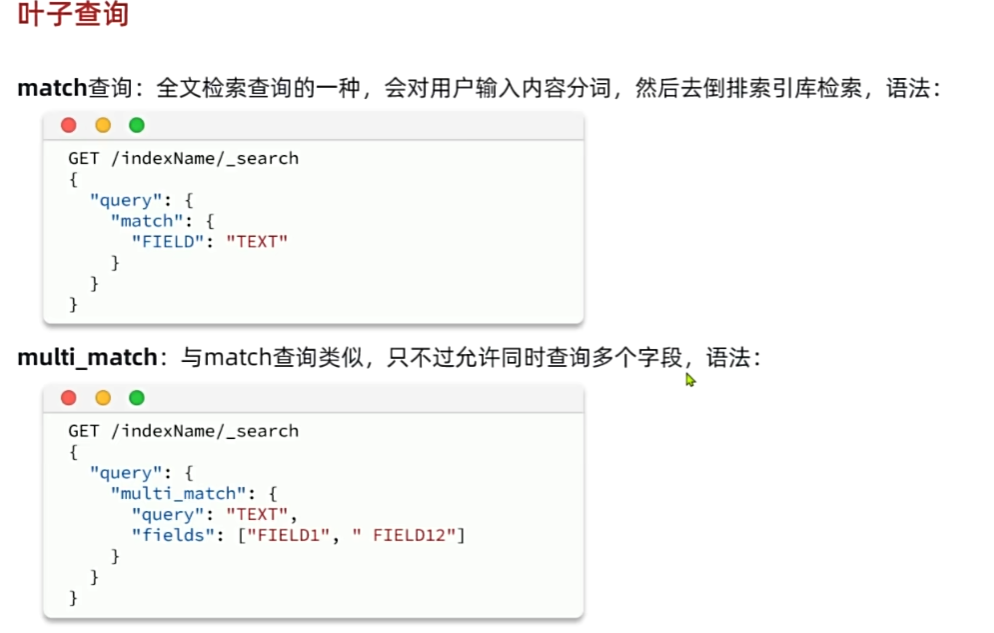 叶子查询
match查询：全文检索查询的一种，会对用户输入内容分词，然后去倒排索引库检索，语法：
GET /indexName/_search
{
  "query": {
    "match": {
      "FIELD": "TEXT"
    }
  }
}
multi_match：与match查询类似，只不过允许同时查询多个字段，语法：
GET /indexName/_search
{
  "query": {
    "multi_match": {
      "query": "TEXT",
      "fields": ["FIELD1", " FIELD12"]
    }
  }
}